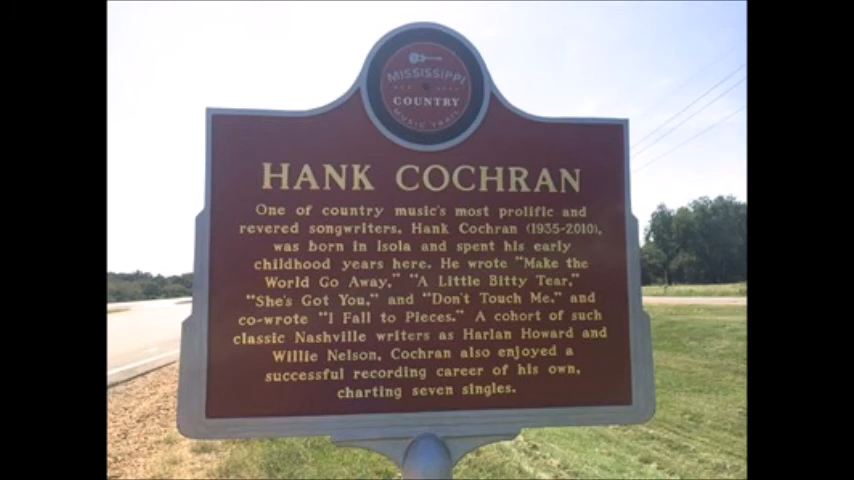 MISSISSIPPI
COUNTRY
MUSIC TRAIL
HANK COCHRAN
One of country music's most prolific and
revered songwriters, Hank Cochran (1935-2010),
was born in Isola and spent his early
childhood years here. He wrote "Make the
World Go Away," "A Little Bitty Tear,"
"She's Got You," and "Don't Touch Me," and
co-wrote "I Fall to Pieces." A cohort of such
classic Nashville writers as Harlan Howard and
Willie Nelson, Cochran also enjoyed a
successful recording career of his own,
charting seven singles.